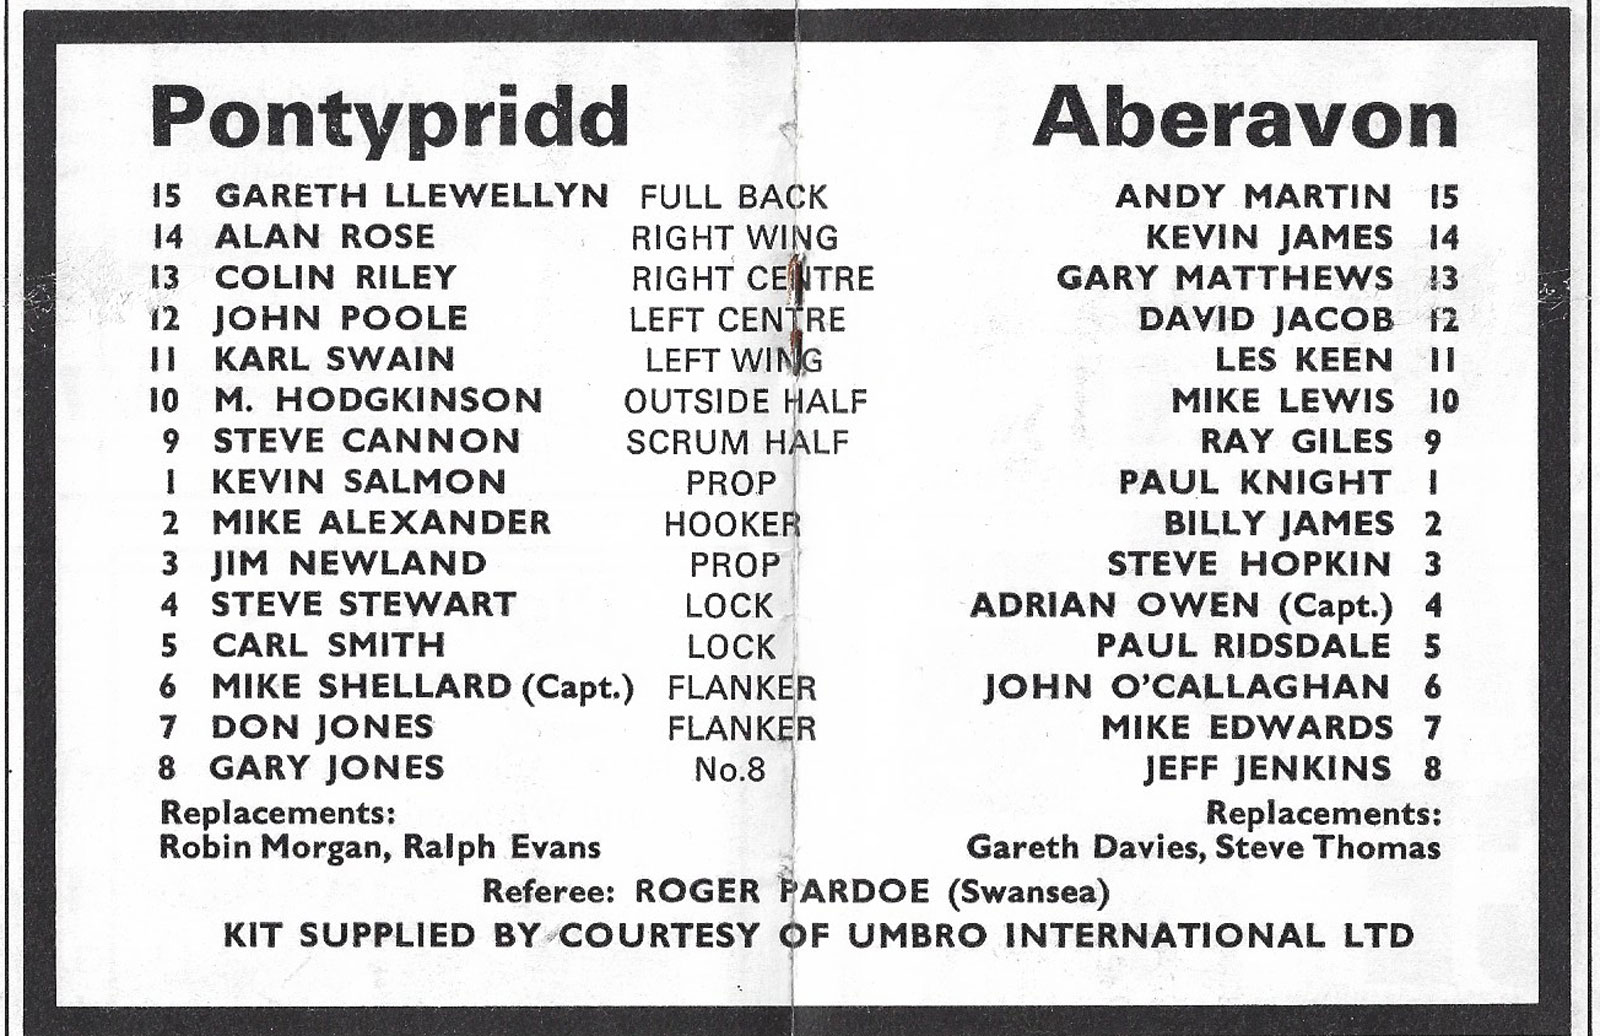 Pontypridd Aberavon
15 GARETH LLEWELLYN FULL BACK ANDY MARTIN 15
14 ALAN ROSE RIGHT WING KEVIN JAMES 14
13 COLIN RILEY RIGHT CENTRE GARY MATTHEWS 13
12 JOHN POOLE LEFT CENTRE DAVID JACOB 12
11 KARL SWAIN LEFT WING LES KEEN 11
10 M. HODGKINSON OUTSIDE HALF MIKE LEWIS 10
9 STEVE CANNON SCRUM HALF RAY GILES 9
1 KEVIN SALMON PROP PAUL KNIGHT 1
2 MIKE ALEXANDER HOOKER BILLY JAMES 2
3 JIM NEWLAND PROP STEVE HOPKIN 3
4 STEVE STEWART LOCK ADRIAN OWEN (Capt.) 4
5 CARL SMITH LOCK PAUL RIDSDALE 5
6 MIKE SHELLARD (Capt.) FLANKER JOHN O'CALLAGHAN 6
7 DON JONES FLANKER MIKE EDWARDS 7
8 GARY JONES No.8 JEFF JENKINS 8
Replacements: Replacements:
Robin Morgan, Ralph Evans Gareth Davies, Steve Thomas
Referee: ROGER PARDOE (Swansea)
KIT SUPPLIED BY COURTESY OF UMBRO INTERNATIONAL LTD